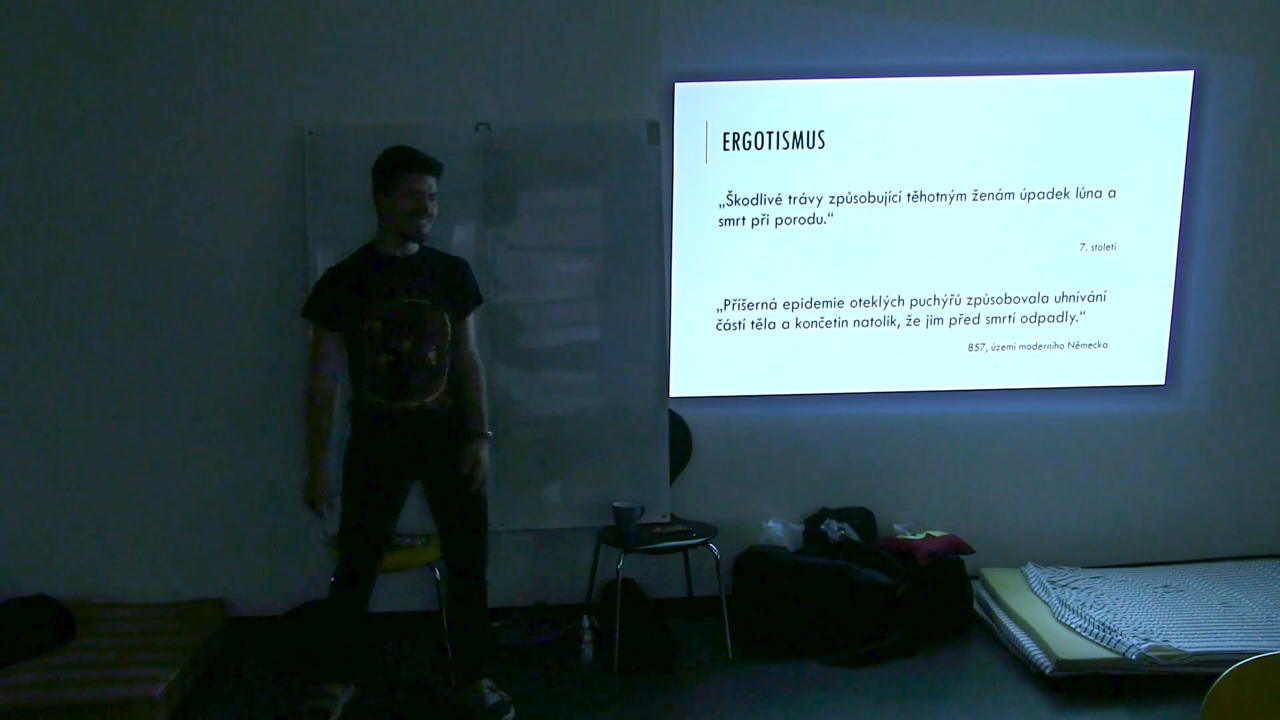 ERGOTISMUS
„Škodlivé trávy způsobující těhotným ženám úpadek lůna a
smrt při porodu.“
7. století
„Příšerná epidemie oteklých puchýřů způsobovala uhnívání
částí těla a končetin natolik, že jim před smrtí odpadly.“
857, území moderního Německa